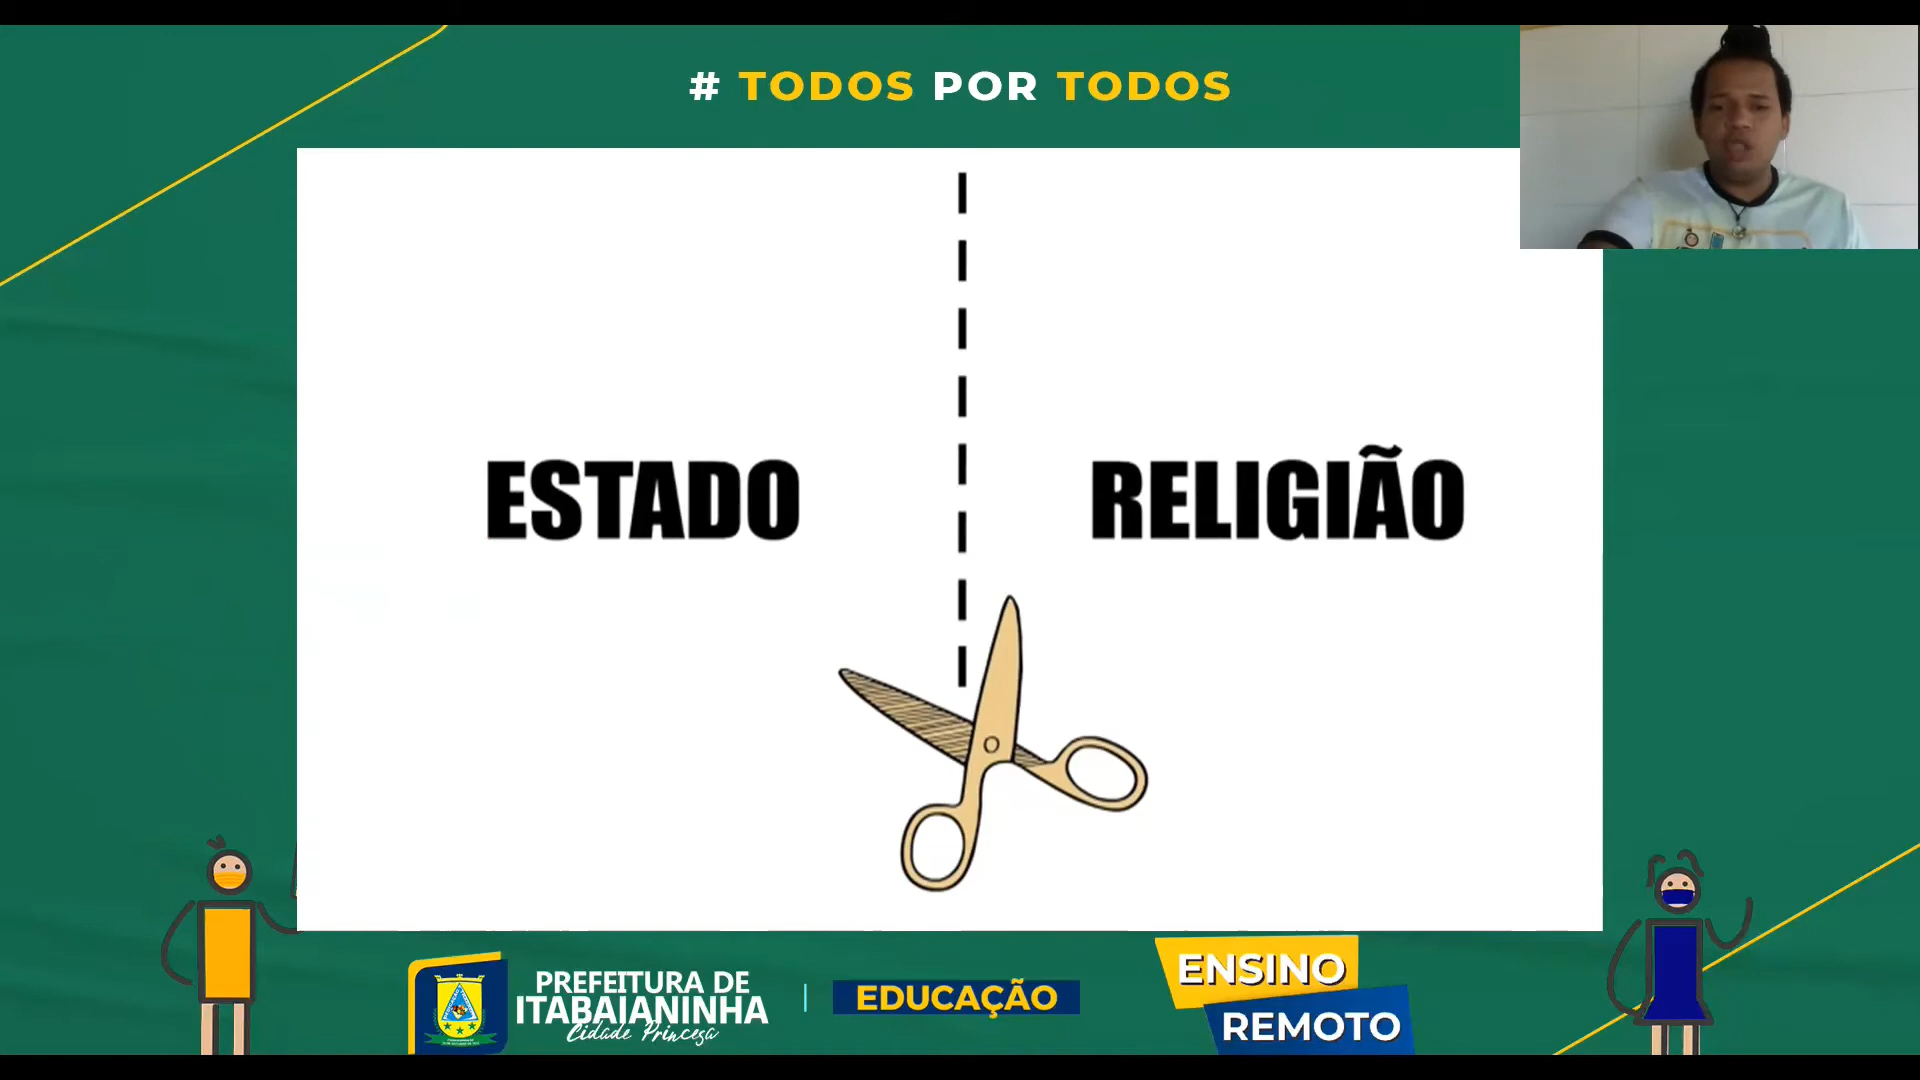 # TODOS POR TODOS
ESTADO
RELIGIÃO
PREFEITURA DE
ITABAIANINHA
Cidade Princesa
EDUCAÇÃO
ENSINO
REMOTO